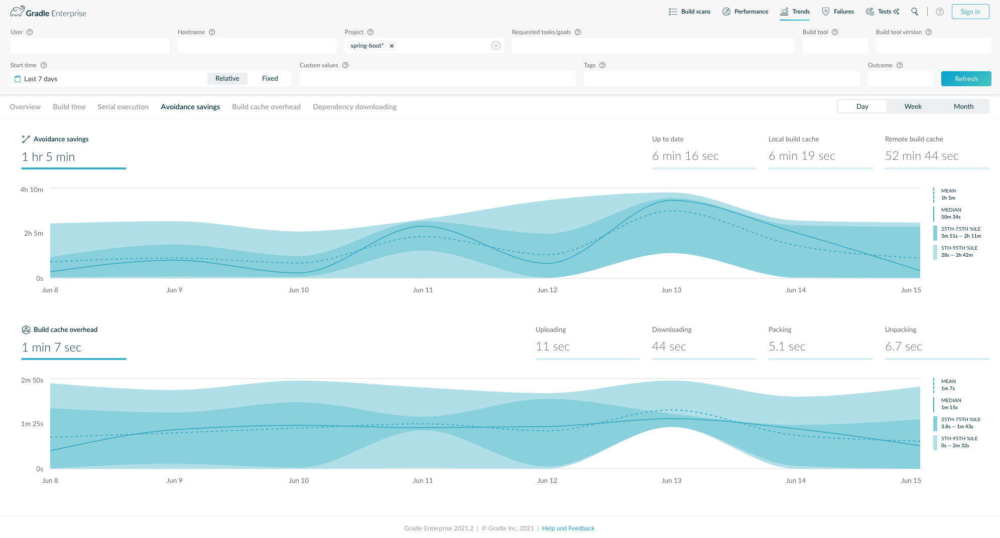 Gradle Enterprise
Build scans
Performance
Trends
Failures
Tests
?
Sign in
User ?
Hostname ?
Project ?
Requested tasks/goals ?
Build tool ?
Build tool version ?
spring-boot* ×
Start time ?
Custom values ?
Tags ?
Outcome ?
Last 7 days
Relative
Fixed
Refresh
Overview
Build time
Serial execution
Avoidance savings
Build cache overhead
Dependency downloading
Day
Week
Month
Avoidance savings
1 hr 5 min
Up to date
6 min 16 sec
Local build cache
6 min 19 sec
Remote build cache
52 min 44 sec
4h 10m
2h 5m
0s
Jun 8
Jun 9
Jun 10
Jun 11
Jun 12
Jun 13
Jun 14
Jun 15
MEAN
1h 5m
MEDIAN
50m 34s
25TH-75TH %ILE
3m 51s — 2h 11m
5TH-95TH %ILE
28s — 2h 42m
Build cache overhead
1 min 7 sec
Uploading
11 sec
Downloading
44 sec
Packing
5.1 sec
Unpacking
6.7 sec
2m 50s
1m 25s
0s
Jun 8
Jun 9
Jun 10
Jun 11
Jun 12
Jun 13
Jun 14
Jun 15
MEAN
1m 7s
MEDIAN
1m 15s
25TH-75TH %ILE
3.8s — 1m 43s
5TH-95TH %ILE
0s — 2m 32s
Gradle Enterprise 2021.2 | © Gradle Inc. 2021 | Help and Feedback